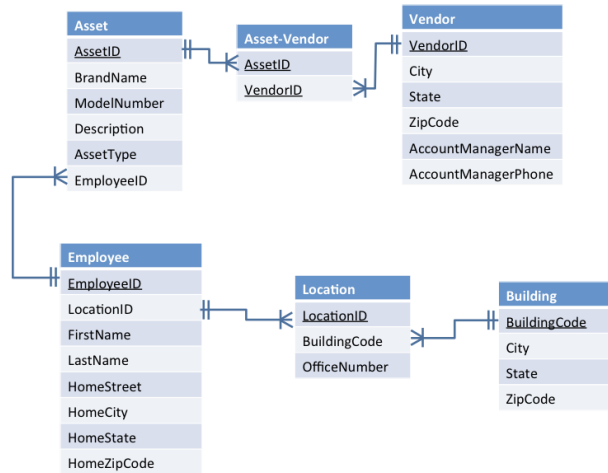 Asset
AssetID
BrandName
ModelNumber
Description
AssetType
EmployeeID
Asset-Vendor
AssetID
VendorID
Vendor
VendorID
City
State
ZipCode
AccountManagerName
AccountManagerPhone
Employee
EmployeeID
LocationID
FirstName
LastName
HomeStreet
HomeCity
HomeState
HomeZipCode
Location
LocationID
BuildingCode
OfficeNumber
Building
BuildingCode
City
State
ZipCode